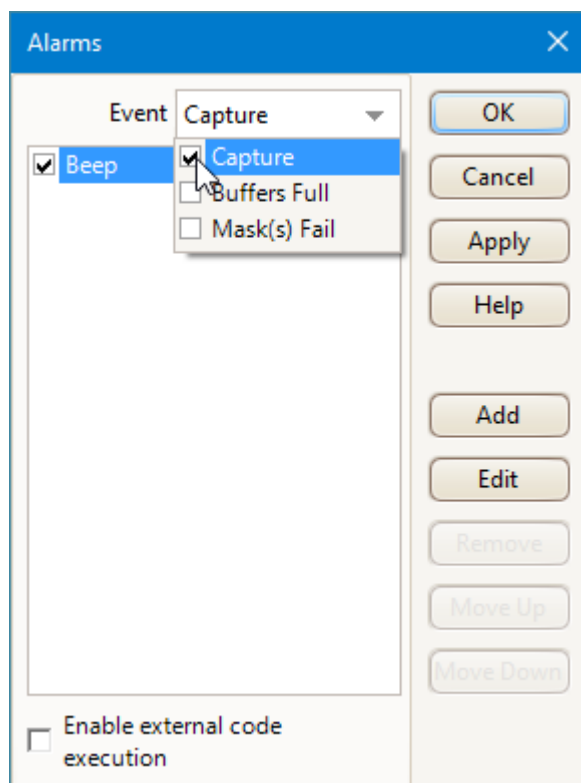 Alarms
Event Capture
Beep
Capture
Buffers Full
Mask(s) Fail
OK
Cancel
Apply
Help
Add
Edit
Remove
Move Up
Move Down
Enable external code
execution